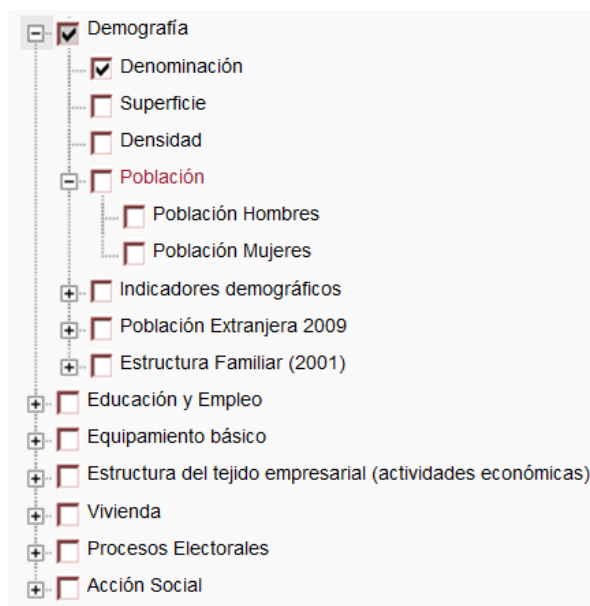 Demografía
Denominación
Superficie
Densidad
Población
Población Hombres
Población Mujeres
Indicadores demográficos
Población Extranjera 2009
Estructura Familiar (2001)
Educación y Empleo
Equipamiento básico
Estructura del tejido empresarial (actividades económicas)
Vivienda
Procesos Electorales
Acción Social